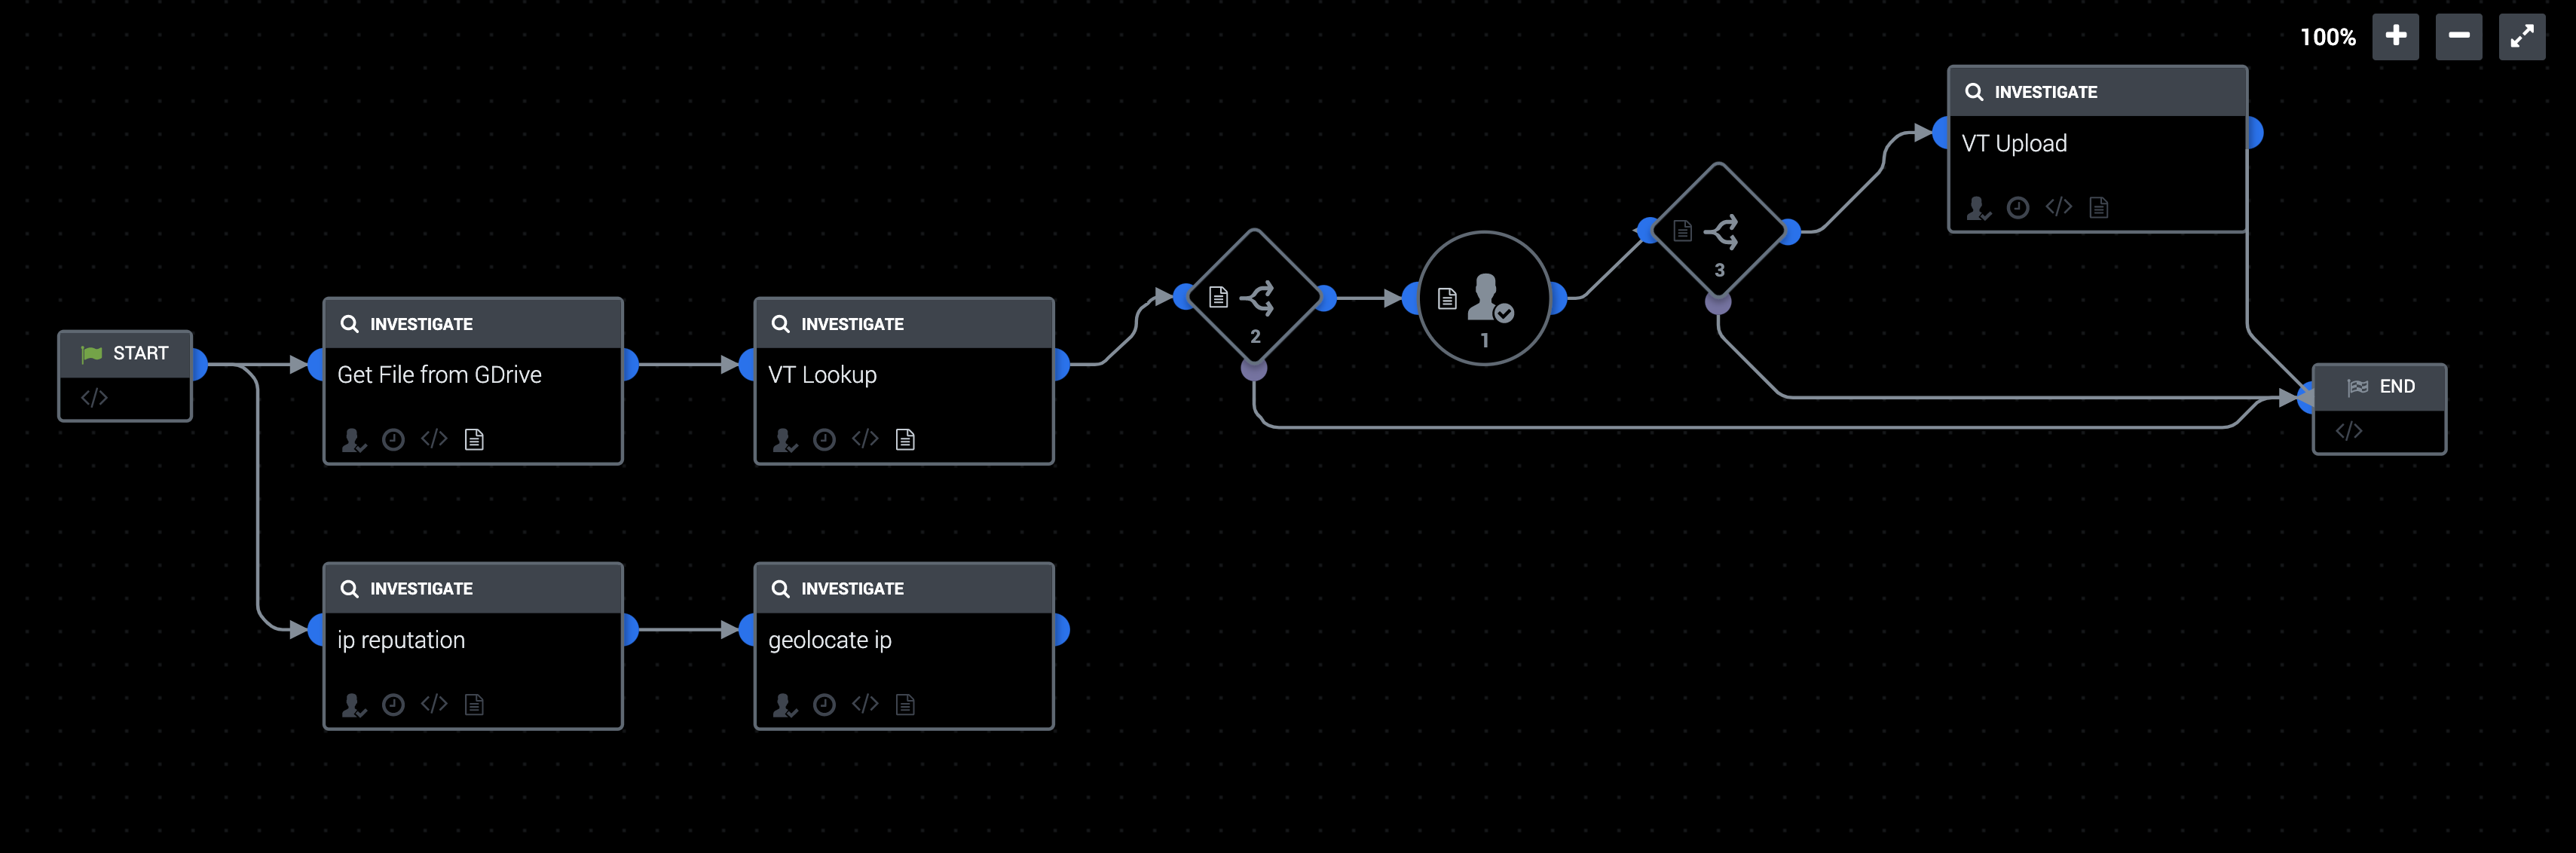 100%
INVESTIGATE
VT Upload
3
2
1
INVESTIGATE
Get File from GDrive
INVESTIGATE
VT Lookup
START
</>
</>
</>
</>
END
</>
INVESTIGATE
ip reputation
</>
INVESTIGATE
geolocate ip
</>